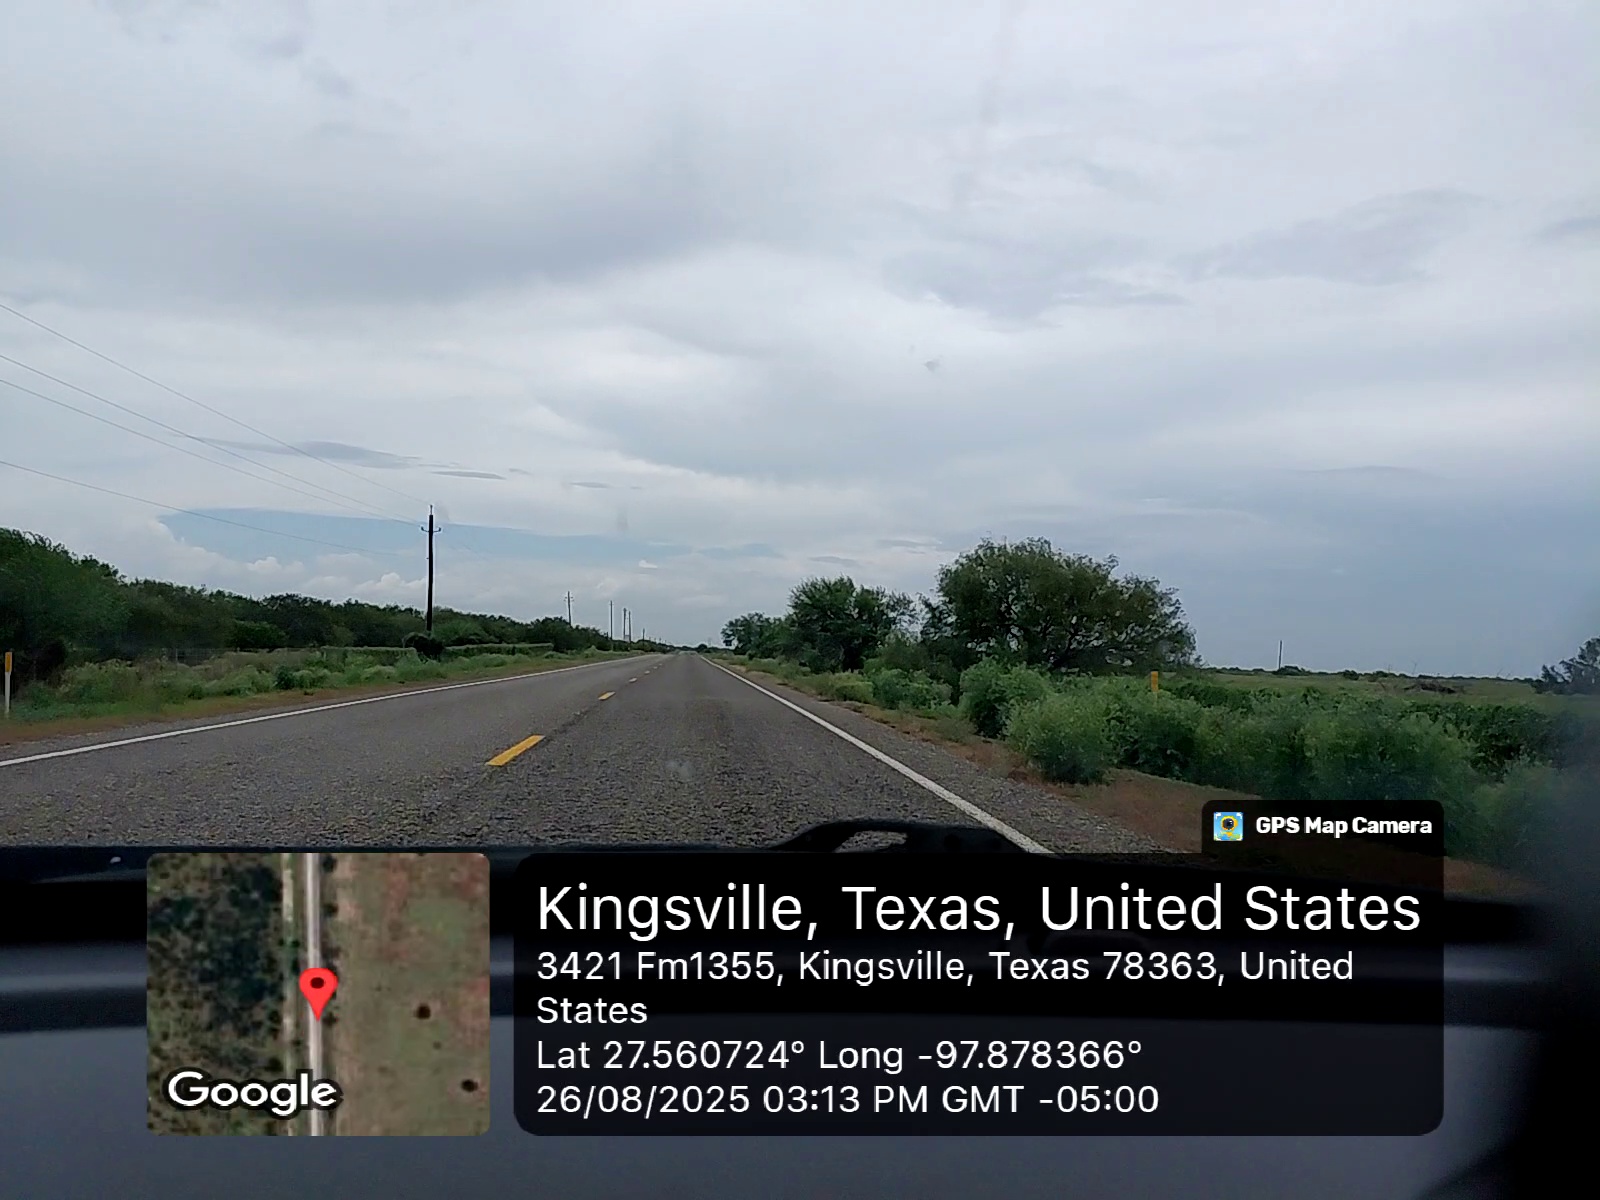 GPS Map Camera
Kingsville, Texas, United States
3421 Fm1355, Kingsville, Texas 78363, United
States
Lat 27.560724° Long -97.878366°
26/08/2025 03:13 PM GMT -05:00
Google